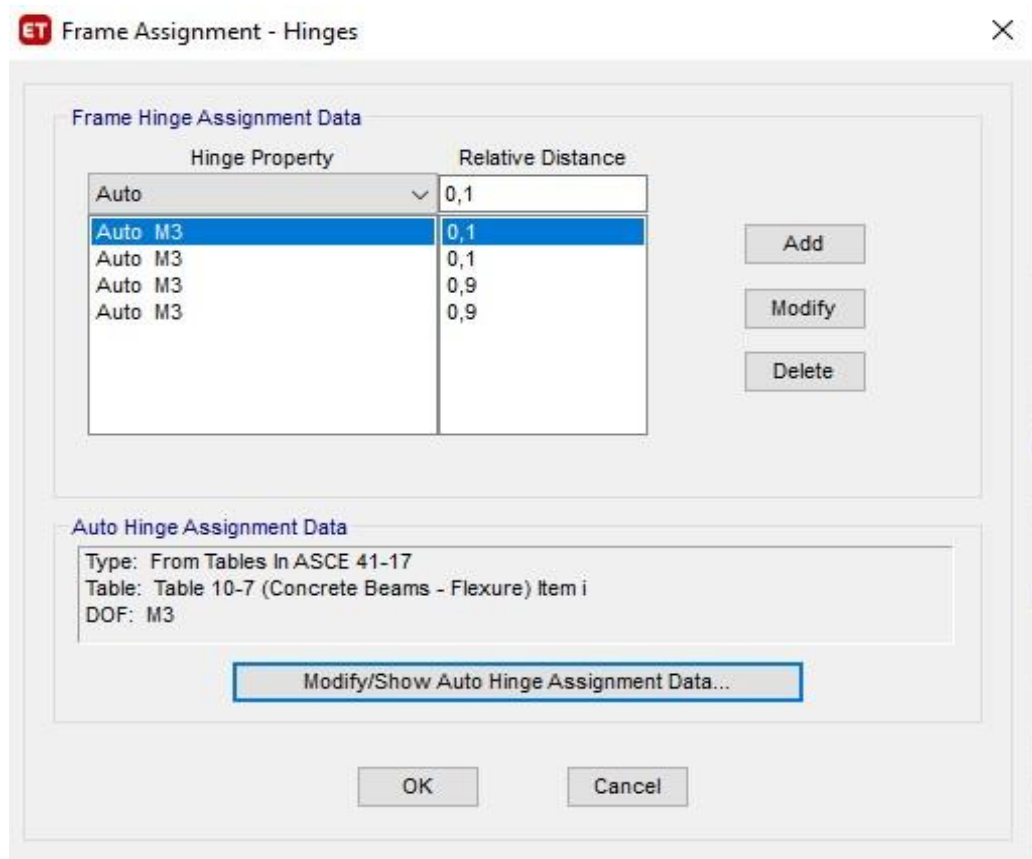 ET Frame Assignment - Hinges
Frame Hinge Assignment Data
Hinge Property Relative Distance
Auto 0,1
Auto M3 0,1
Auto M3 0,1
Auto M3 0,9
Auto M3 0,9
Add
Modify
Delete
Auto Hinge Assignment Data
Type: From Tables In ASCE 41-17
Table: Table 10-7 (Concrete Beams - Flexure) Item i
DOF: M3
Modify/Show Auto Hinge Assignment Data...
OK Cancel